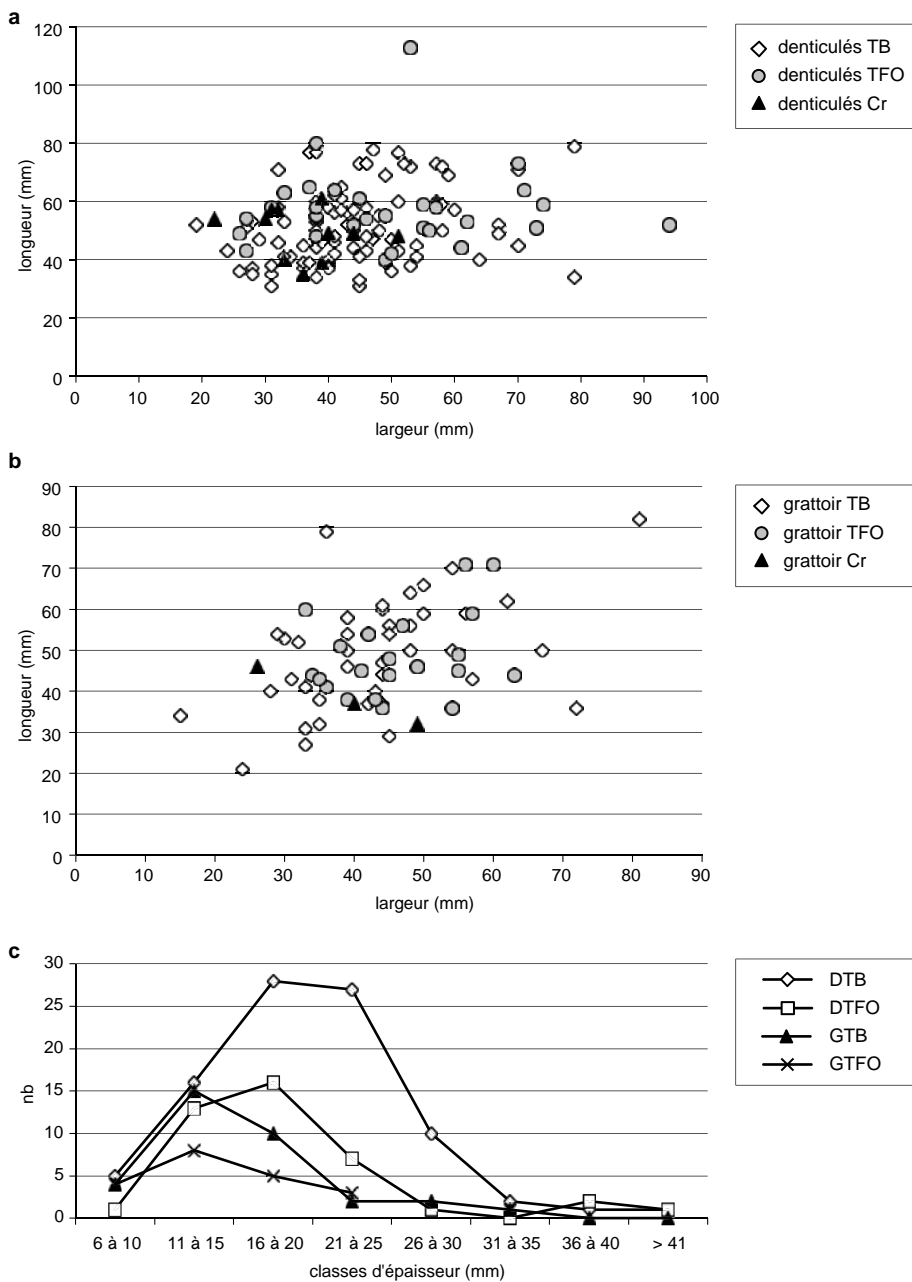 a
120
100
80
60
40
20
0
longueur (mm)
0 10 20 30 40 50 60 70 80 90 100
largeur (mm)
denticulés TB
denticulés TFO
denticulés Cr
b
90
80
70
60
50
40
30
20
10
0
longueur (mm)
0 10 20 30 40 50 60 70 80 90
largeur (mm)
grattoir TB
grattoir TFO
grattoir Cr
c
30
25
20
15
10
5
0
nb
6 à 10 11 à 15 16 à 20 21 à 25 26 à 30 31 à 35 36 à 40 > 41
classes d'épaisseur (mm)
DTB
DTFO
GTB
GTFO